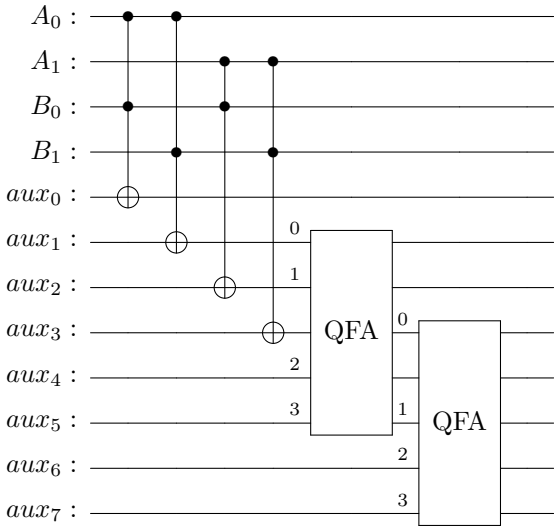 A₀ :
A₁ :
B₀ :
B₁ :
aux₀ :
aux₁ : 0
aux₂ : 1
aux₃ : QFA 0
aux₄ : 2
aux₅ : 3 1 QFA
aux₆ : 2
aux₇ : 3